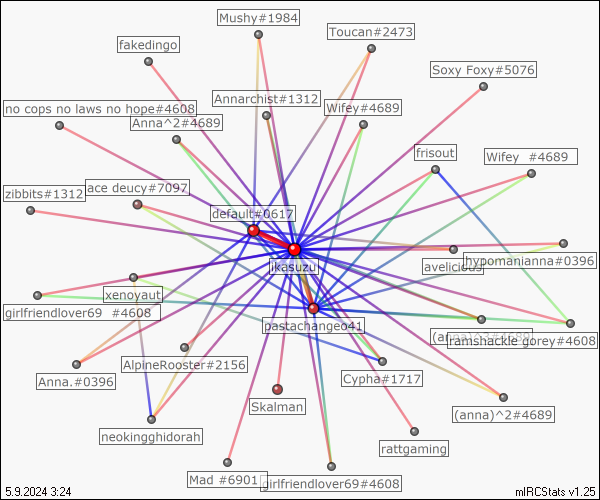 Mushy#1984
Toucan#2473
fakedingo
Soxy Foxy#5076
Annarchist#1312
no cops no laws no hope#4608
Wifey#4689
Anna^2#4689
frisout
Wifey  #4689
zibbits#1312
ace deucy#7097
default#0617
hypomanianna#0396
avelicious
ikasuzu
xenoyaut
girlfriendlover69  #4608
pastachangeo41
(anna)^3#4689
ramshackle gorey#4608
AlpineRooster#2156
Anna.#0396
Cypha#1717
Skalman
(anna)^2#4689
neokingghidorah
rattgaming
Mad #6901
girlfriendlover69#4608
5.9.2024 3:24
mIRCStats v1.25